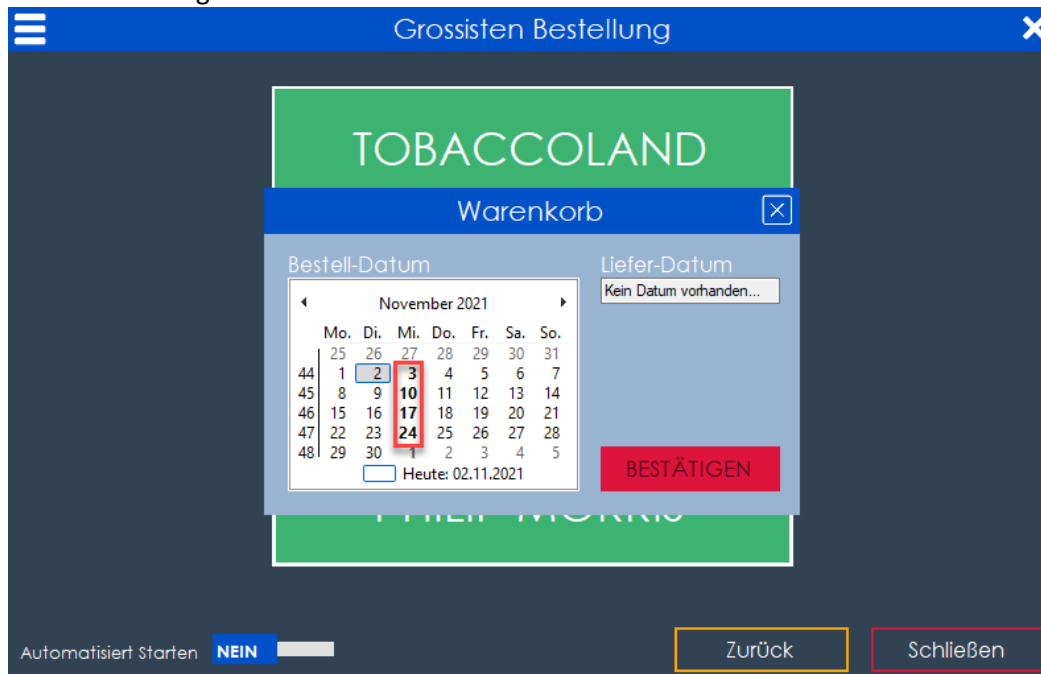 Grossisten Bestellung
TOBACCOLAND
Warenkorb
Bestell-Datum
Liefer-Datum
Kein Datum vorhanden...
November 2021
Mo. Di. Mi. Do. Fr. Sa. So.
25 26 27 28 29 30 31
44 1 2 3 4 5 6 7
45 8 9 10 11 12 13 14
46 15 16 17 18 19 20 21
47 22 23 24 25 26 27 28
48 29 30 1 2 3 4 5
Heute: 02.11.2021
BESTÄTIGEN
PHILIP MORRIS
Automatisiert Starten NEIN
Zurück
Schließen